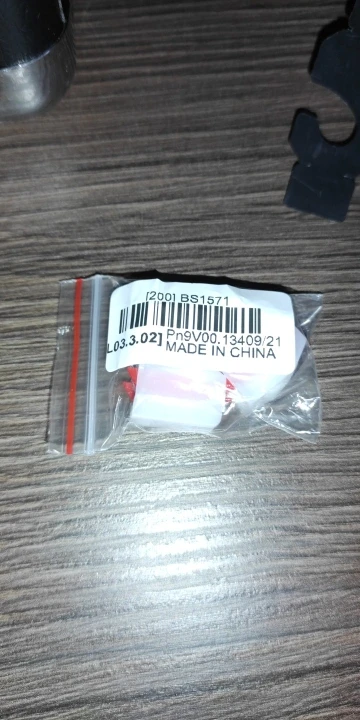 [200] BS1571
L03.3.02] Pn9V00.13409/21
MADE IN CHINA